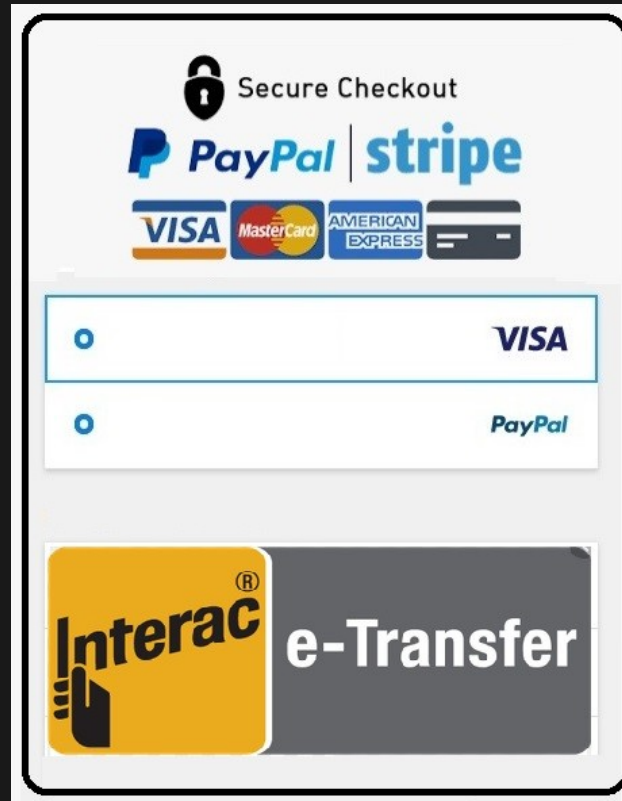 Secure Checkout
PayPal stripe
VISA MasterCard AMERICAN EXPRESS
VISA
PayPal
Interac® e-Transfer